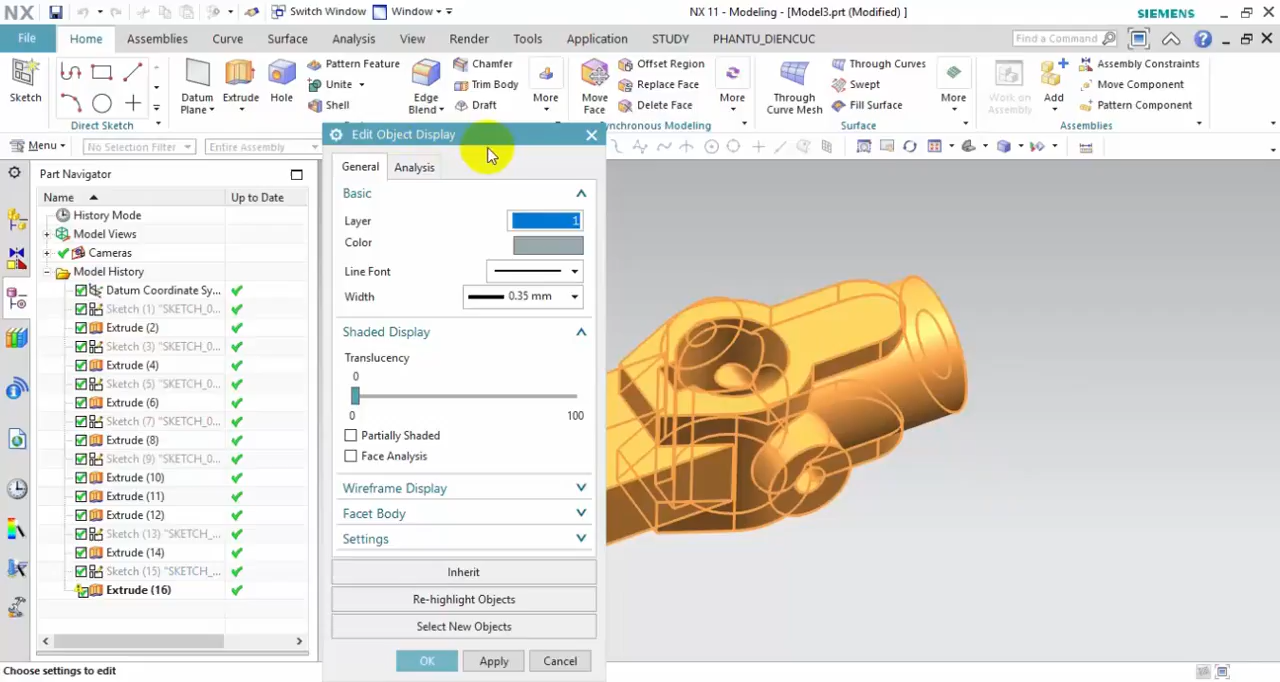 NX
Switch Window
Window
NX 11 - Modeling - [Model3.prt (Modified) ]
SIEMENS
File
Home
Assemblies
Curve
Surface
Analysis
View
Render
Tools
Application
STUDY
PHANTU_DIENCUC
Find a Command
Sketch
Direct Sketch
Datum
Plane
Extrude
Hole
Pattern Feature
Unite
Shell
Edge
Blend
Chamfer
Trim Body
Draft
More
Move
Face
Offset Region
Replace Face
Delete Face
More
Synchronous Modeling
Through
Curve Mesh
Through Curves
Swept
Fill Surface
More
Surface
Work on
Assembly
Add
Assembly Constraints
Move Component
Pattern Component
Assemblies
Menu
No Selection Filter
Entire Assembly
Part Navigator
Name
Up to Date
History Mode
Model Views
Cameras
Model History
Datum Coordinate Sy...
Sketch (1) "SKETCH_0...
Extrude (2)
Sketch (3) "SKETCH_0...
Extrude (4)
Sketch (5) "SKETCH_0...
Extrude (6)
Sketch (7) "SKETCH_0...
Extrude (8)
Sketch (9) "SKETCH_0...
Extrude (10)
Extrude (11)
Extrude (12)
Sketch (13) "SKETCH_...
Extrude (14)
Sketch (15) "SKETCH_...
Extrude (16)
Edit Object Display
General
Analysis
Basic
Layer
1
Color
Line Font
Width
0.35 mm
Shaded Display
Translucency
0
0
100
Partially Shaded
Face Analysis
Wireframe Display
Facet Body
Settings
Inherit
Re-highlight Objects
Select New Objects
OK
Apply
Cancel
Choose settings to edit